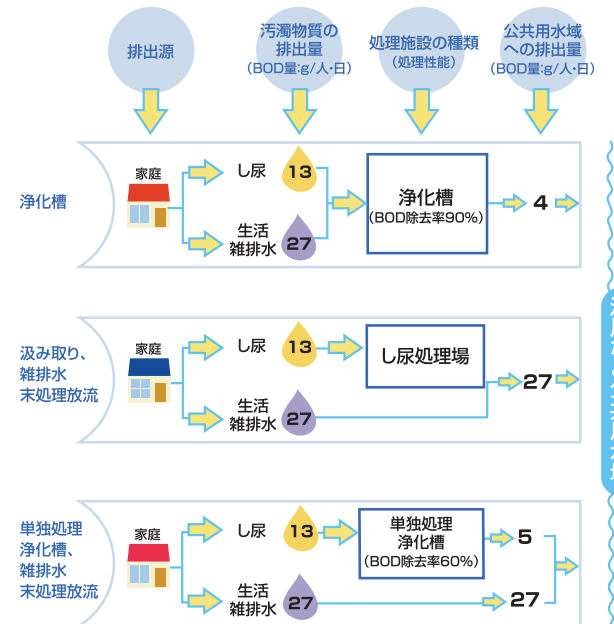 排出源
汚濁物質の
排出量
(BOD量:g/人・日)
処理施設の種類
(処理性能)
公共用水域
への排出量
(BOD量:g/人・日)
浄化槽
家庭
し尿
13
生活
雑排水
27
浄化槽
(BOD除去率90%)
4
汲み取り、
雑排水
末処理放流
家庭
し尿
13
生活
雑排水
27
し尿処理場
27
単独処理
浄化槽、
雑排水
末処理放流
家庭
し尿
13
生活
雑排水
27
単独処理
浄化槽
(BOD除去率60%)
5
27